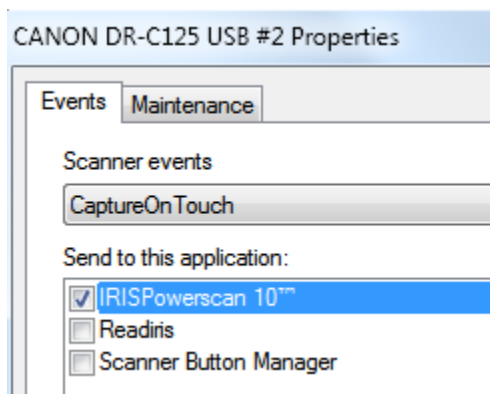 CANON DR-C125 USB #2 Properties
Events Maintenance
Scanner events
CaptureOnTouch
Send to this application:
IRISPowerscan 10™
Readiris
Scanner Button Manager